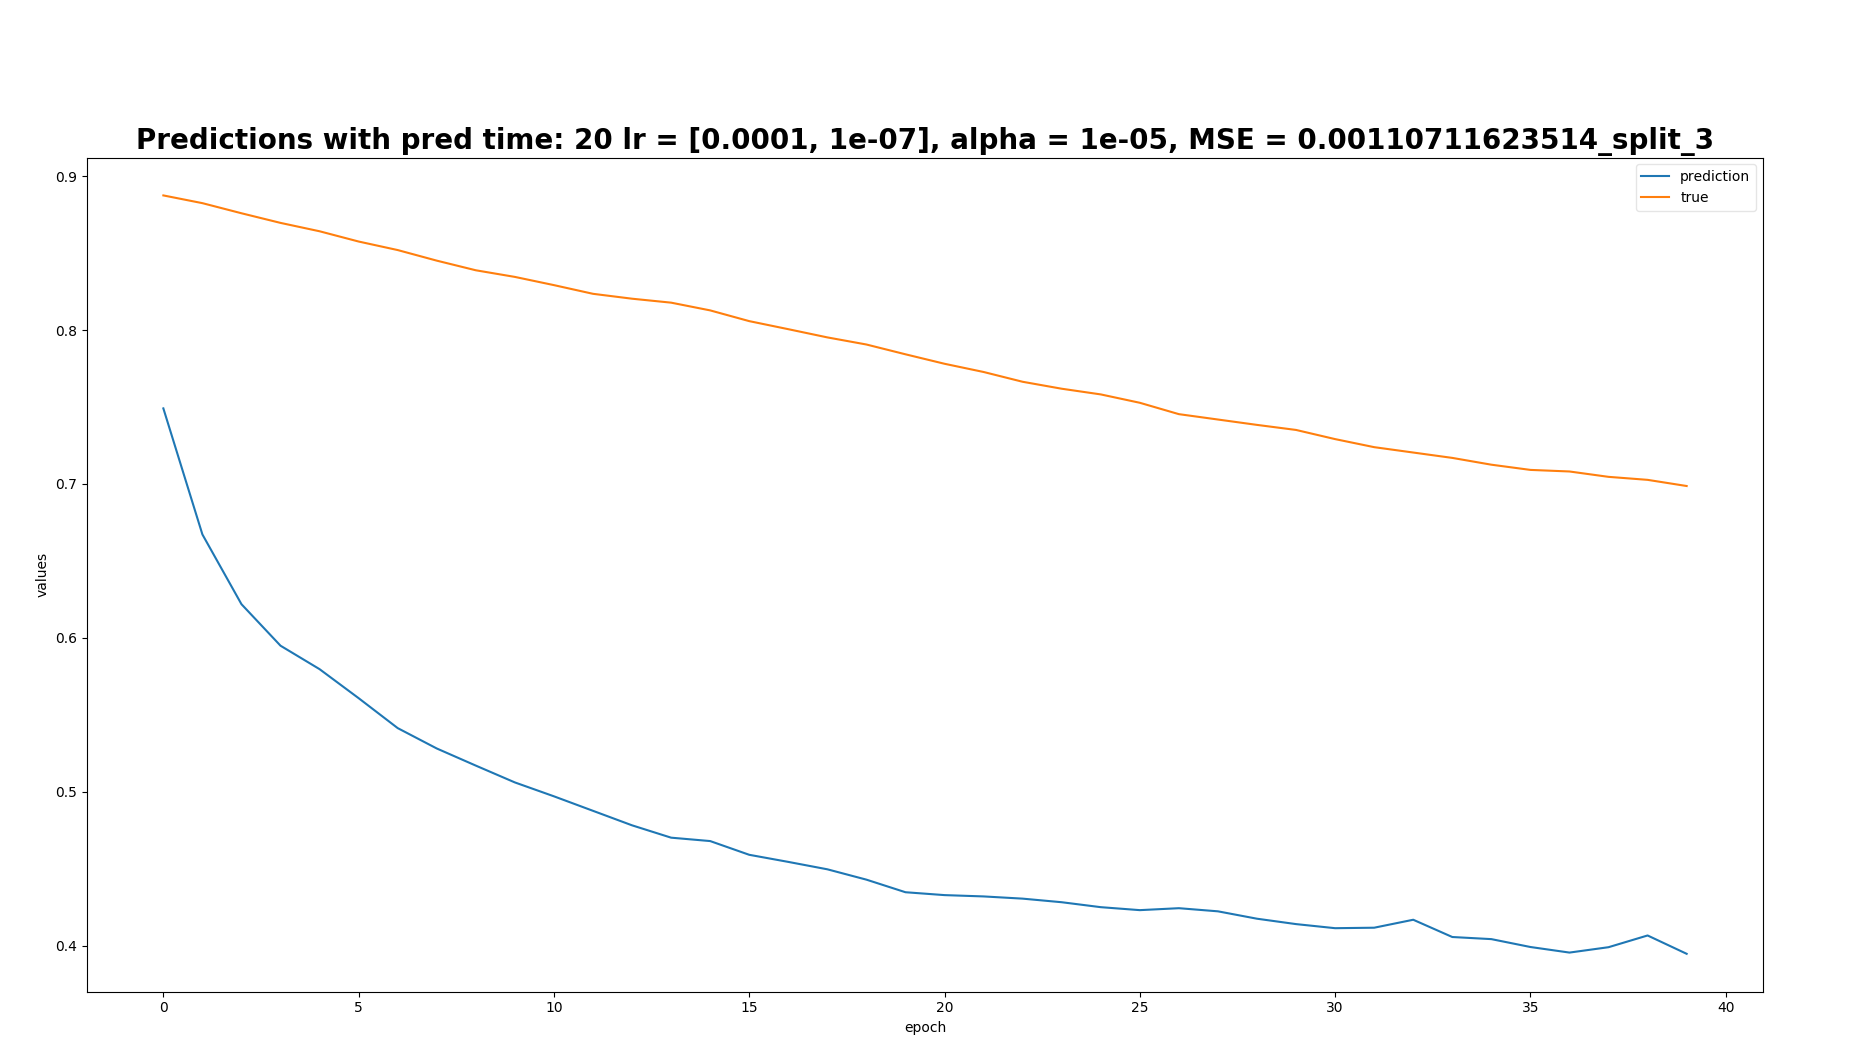 Predictions with pred time: 20 lr = [0.0001, 1e-07], alpha = 1e-05, MSE = 0.00110711623514_split_3
prediction
true
0.9
0.8
0.7
0.6
0.5
0.4
values
0 5 10 15 20 25 30 35 40
epoch